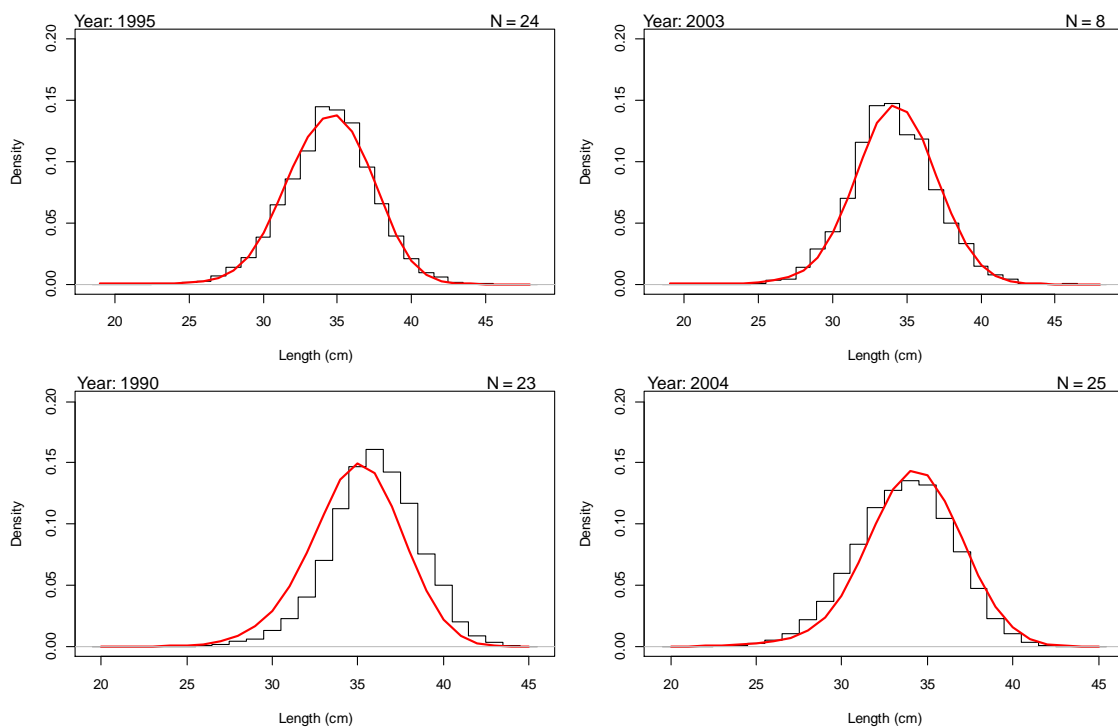 Year: 1995 N = 24
0.20
0.15
0.10
0.05
0.00
Density
20 25 30 35 40 45
Length (cm)
Year: 2003 N = 8
0.20
0.15
0.10
0.05
0.00
Density
20 25 30 35 40 45
Length (cm)
Year: 1990 N = 23
0.20
0.15
0.10
0.05
0.00
Density
20 25 30 35 40 45
Length (cm)
Year: 2004 N = 25
0.20
0.15
0.10
0.05
0.00
Density
20 25 30 35 40 45
Length (cm)